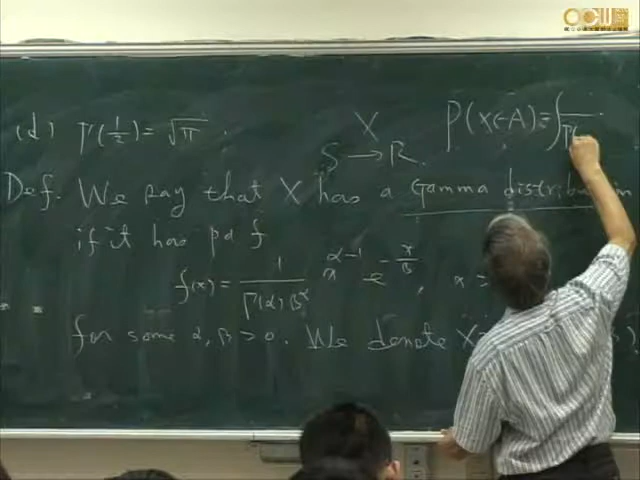 (d) Γ(1/2) = √π .
X
S → R .
P(X∈A) = ∫ 1/Γ(
Def. We say that X has a Gamma distribution
if it has pdf
f(x) = 1/(Γ(α) β^α) x^(α-1) e^(-x/β) , x >
for some α, β > 0. We denote X